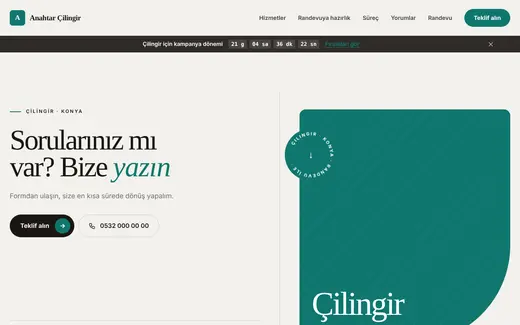 A Anahtar Çilingir
Hizmetler Randevuya hazırlık Süreç Yorumlar Randevu Teklif alın
Çilingir için kampanya dönemi 21 g 04 sa 36 dk 22 sn Fırsatları gör ×
ÇİLİNGİR · KONYA
Sorularınız mı
var? Bize yazın
Formdan ulaşın, size en kısa sürede dönüş yapalım.
Teklif alın → 0532 000 00 00
ÇİLİNGİR · KONYA · RANDEVU İLE ·
↓
Çilingir